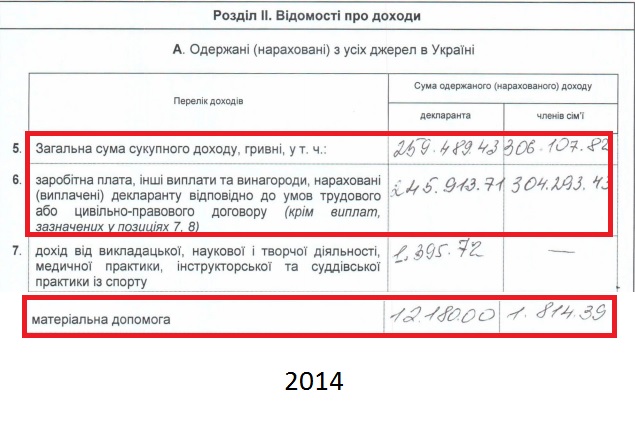 Розділ II. Відомості про доходи
А. Одержані (нараховані) з усіх джерел в Україні
Перелік доходів
Сума одержаного (нарахованого) доходу
декларанта
членів сім'ї
5. Загальна сума сукупного доходу, гривні, у т. ч.: 259.489.43 306.107.82
6. заробітна плата, інші виплати та винагороди, нараховані 245.913.71 304.293.43
(виплачені) декларанту відповідно до умов трудового
або цивільно-правового договору (крім виплат,
зазначених у позиціях 7, 8)
7. дохід від викладацької, наукової і творчої діяльності, 1.395.72 —
медичної практики, інструкторської та суддівської
практики із спорту
матеріальна допомога 12.180.00 1.814.39
2014